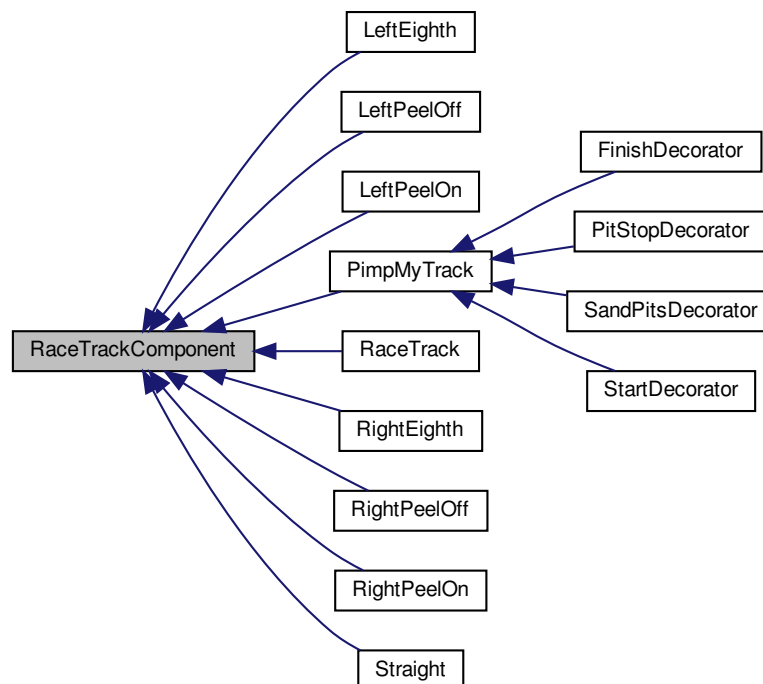 LeftEighth
LeftPeelOff
LeftPeelOn
PimpMyTrack
RaceTrackComponent
RaceTrack
RightEighth
RightPeelOff
RightPeelOn
Straight
FinishDecorator
PitStopDecorator
SandPitsDecorator
StartDecorator